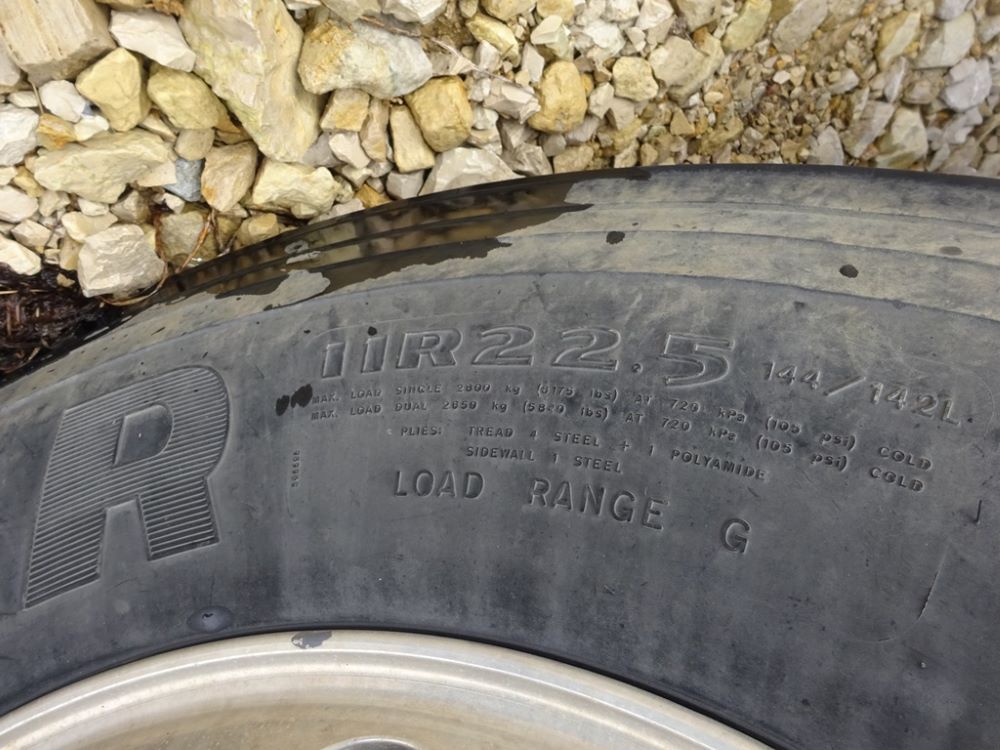 R
11R22.5 144/142L
MAX. LOAD SINGLE 2800 kg (6175 lbs) AT 720 kPa (105 psi) COLD
MAX. LOAD DUAL 2650 kg (5840 lbs) AT 720 kPa (105 psi) COLD
PLIES: TREAD 4 STEEL + 1 POLYAMIDE
SIDEWALL 1 STEEL
LOAD RANGE G